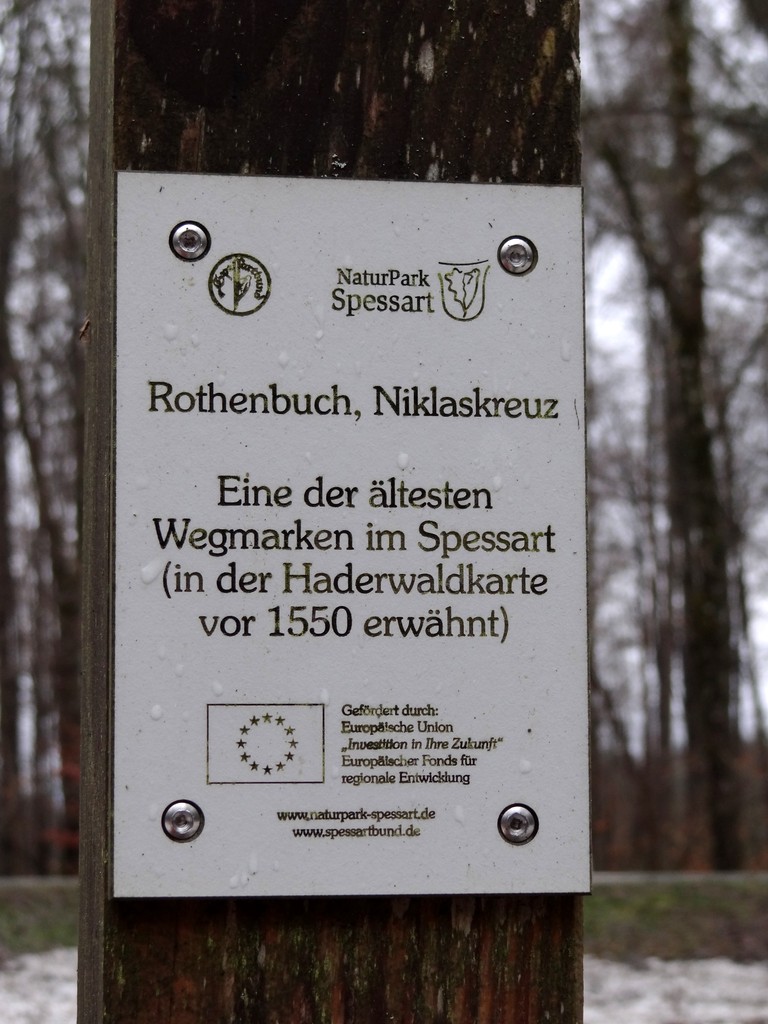 NaturPark
Spessart
Rothenbuch, Niklaskreuz
Eine der ältesten
Wegmarken im Spessart
(in der Haderwaldkarte
vor 1550 erwähnt)
Gefördert durch:
Europäische Union
„Investition in Ihre Zukunft“
Europäischer Fonds für
regionale Entwicklung
www.naturpark-spessart.de
www.spessartbund.de